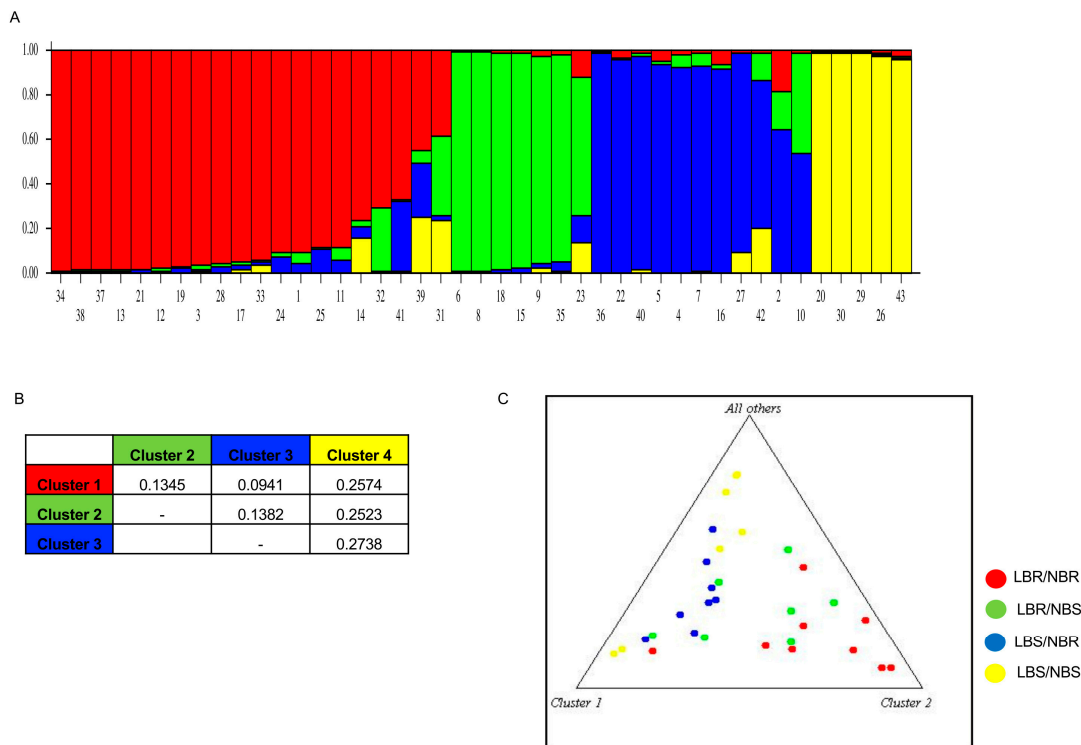 A
1.00
0.80
0.60
0.40
0.20
0.00
34 37 21 19 28 33 1 11 32 39 6 18 9 23 22 5 7 27 2 20 29 43
38 13 12 3 17 24 25 14 41 31 8 15 35 36 40 4 16 42 10 30 26
B
Cluster 2 Cluster 3 Cluster 4
Cluster 1 0.1345 0.0941 0.2574
Cluster 2 - 0.1382 0.2523
Cluster 3 - 0.2738
C
All others
Cluster 1 Cluster 2
LBR/NBR
LBR/NBS
LBS/NBR
LBS/NBS